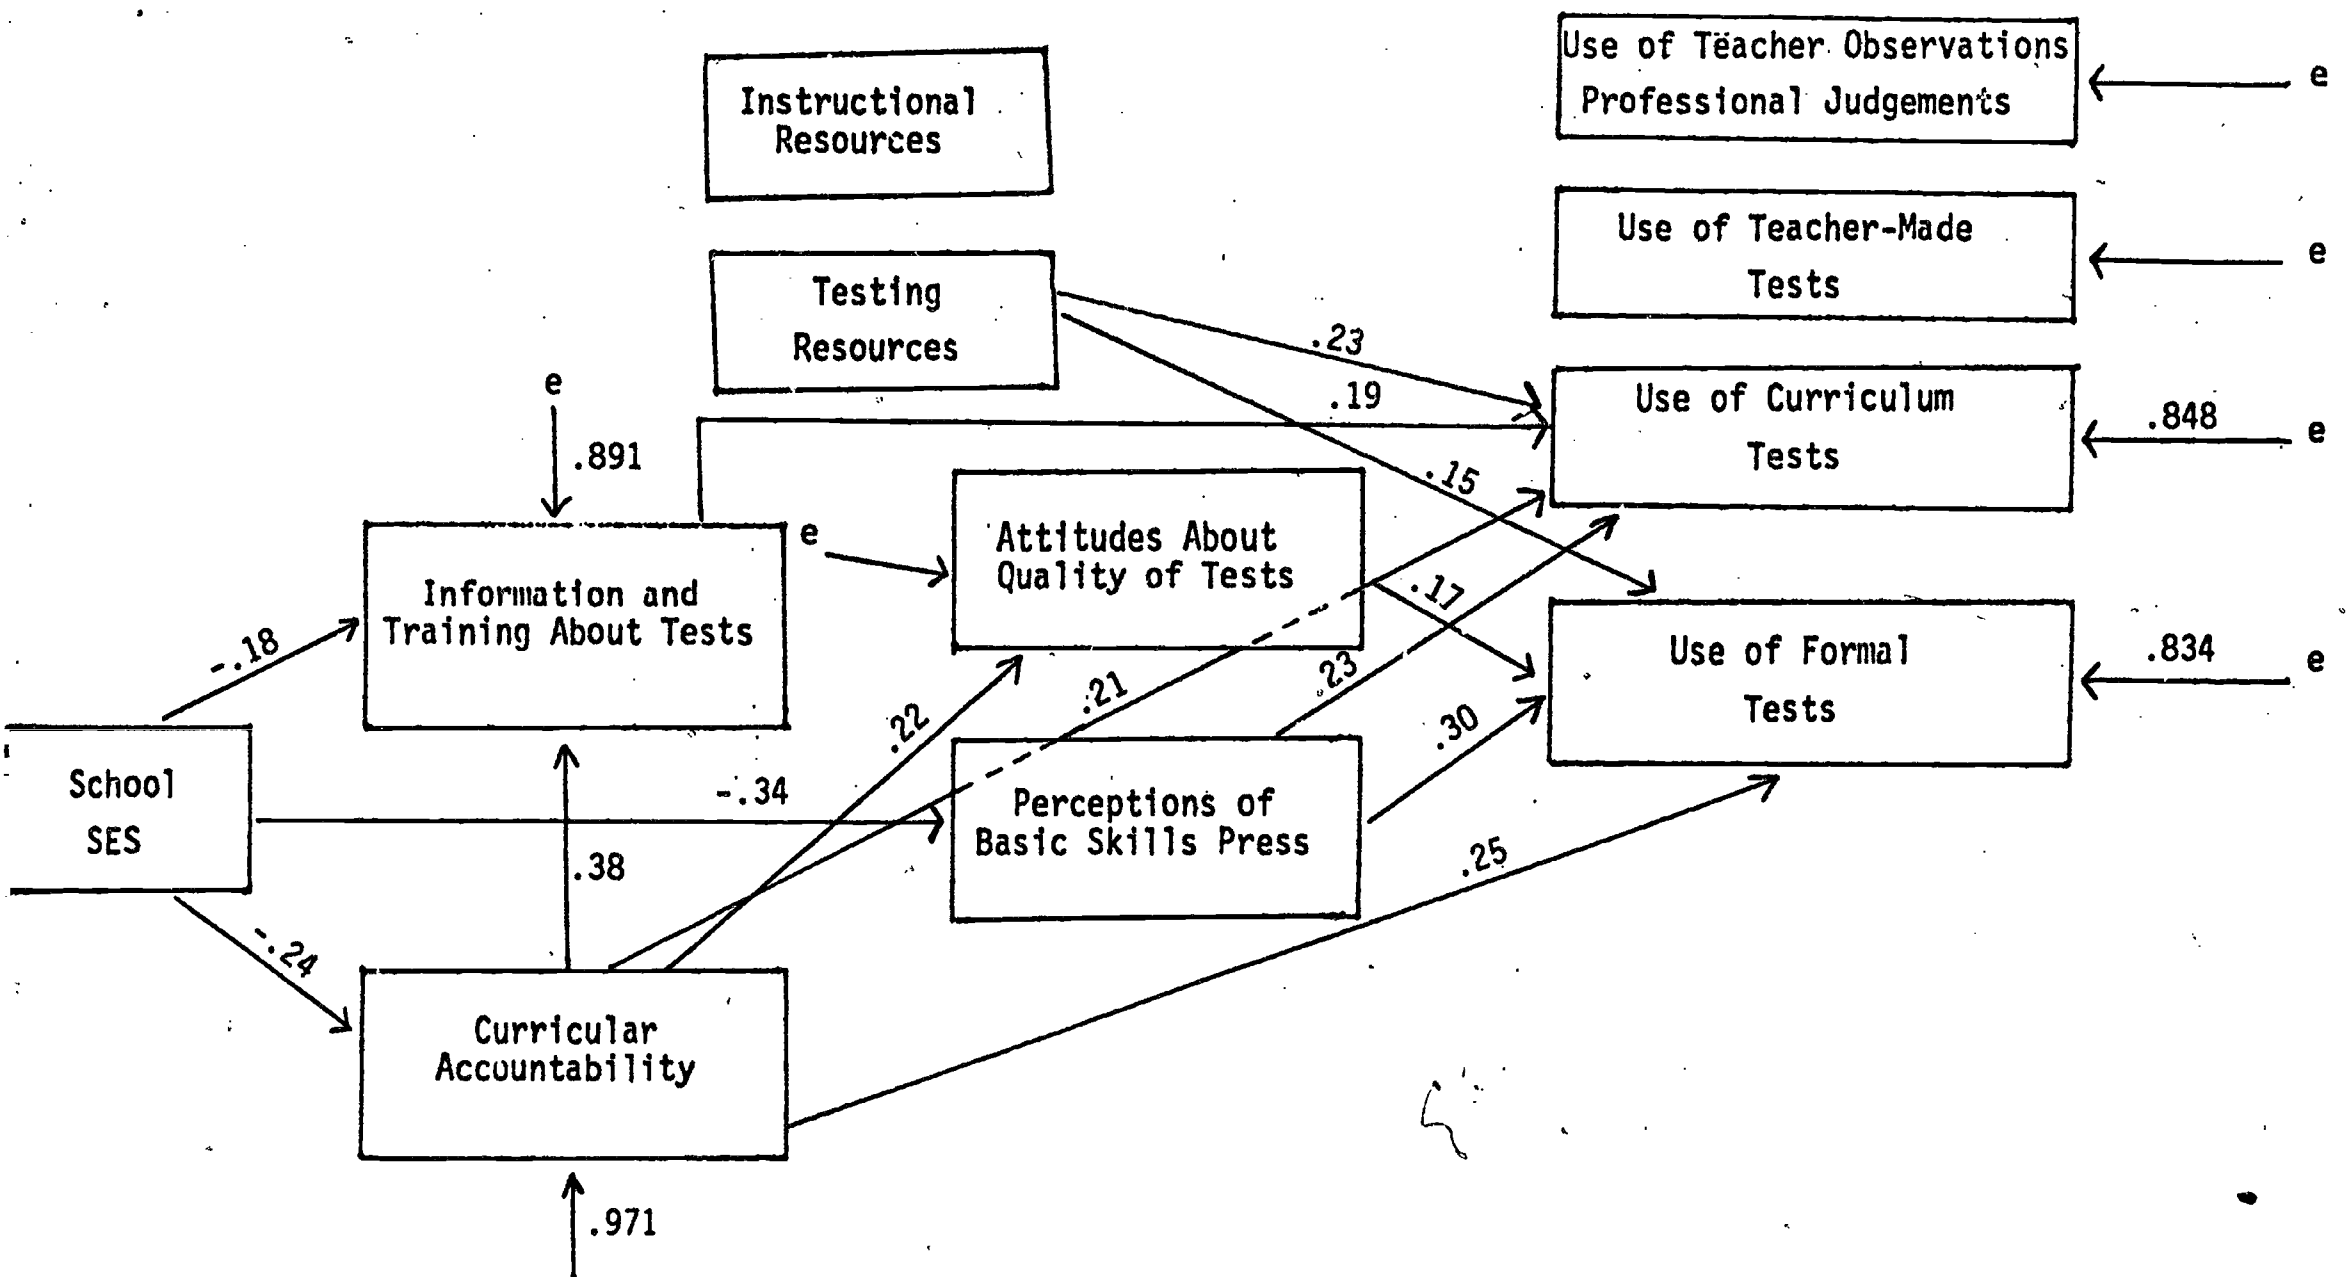 Use of Teacher Observations
Professional Judgements
e
Instructional
Resources
Use of Teacher-Made
Tests
e
Testing
Resources
.23
.19
Use of Curriculum
Tests
.848
e
e
.891
.15
e
Attitudes About
Quality of Tests
.17
Information and
Training About Tests
Use of Formal
Tests
.834
e
-.18
.21
.23
.22
.30
School
SES
-.34
Perceptions of
Basic Skills Press
.38
.25
-.24
Curricular
Accountability
.971